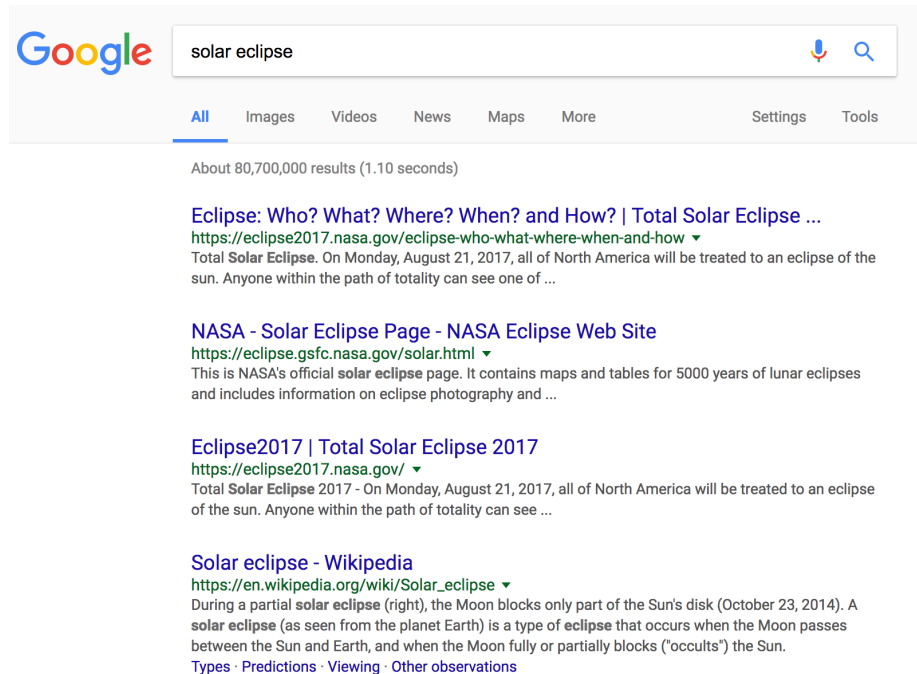 Google solar eclipse
All Images Videos News Maps More Settings Tools
About 80,700,000 results (1.10 seconds)
Eclipse: Who? What? Where? When? and How? | Total Solar Eclipse ...
https://eclipse2017.nasa.gov/eclipse-who-what-where-when-and-how
Total Solar Eclipse. On Monday, August 21, 2017, all of North America will be treated to an eclipse of the
sun. Anyone within the path of totality can see one of ...
NASA - Solar Eclipse Page - NASA Eclipse Web Site
https://eclipse.gsfc.nasa.gov/solar.html
This is NASA's official solar eclipse page. It contains maps and tables for 5000 years of lunar eclipses
and includes information on eclipse photography and ...
Eclipse2017 | Total Solar Eclipse 2017
https://eclipse2017.nasa.gov/
Total Solar Eclipse 2017 - On Monday, August 21, 2017, all of North America will be treated to an eclipse
of the sun. Anyone within the path of totality can see ...
Solar eclipse - Wikipedia
https://en.wikipedia.org/wiki/Solar_eclipse
During a partial solar eclipse (right), the Moon blocks only part of the Sun's disk (October 23, 2014). A
solar eclipse (as seen from the planet Earth) is a type of eclipse that occurs when the Moon passes
between the Sun and Earth, and when the Moon fully or partially blocks ("occults") the Sun.
Types · Predictions · Viewing · Other observations